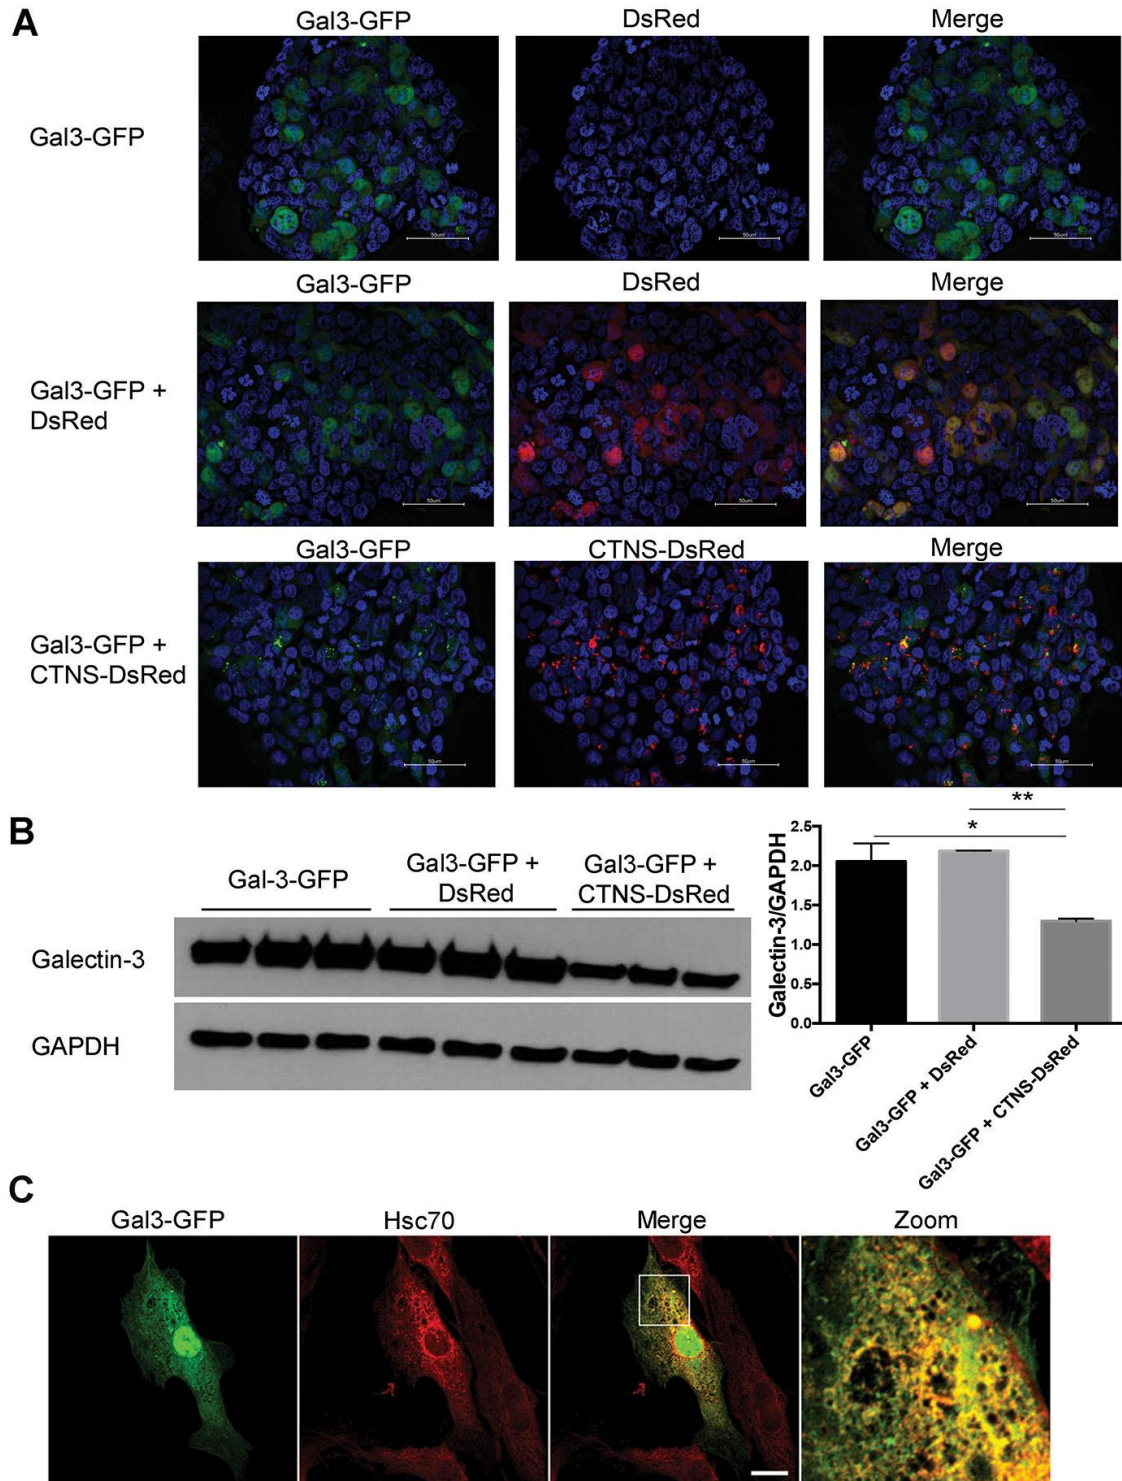 A
Gal3-GFP DsRed Merge
Gal3-GFP
50um 50um 50um
Gal3-GFP DsRed Merge
Gal3-GFP +
DsRed
50um 50um 50um
Gal3-GFP CTNS-DsRed Merge
Gal3-GFP +
CTNS-DsRed
50um 50um 50um
B
Gal-3-GFP
Gal3-GFP +
DsRed
Gal3-GFP +
CTNS-DsRed
Galectin-3
GAPDH
**
*
Galectin-3/GAPDH
2.5
2.0
1.5
1.0
0.5
0.0
Gal3-GFP
Gal3-GFP + DsRed
Gal3-GFP + CTNS-DsRed
C
Gal3-GFP Hsc70 Merge Zoom